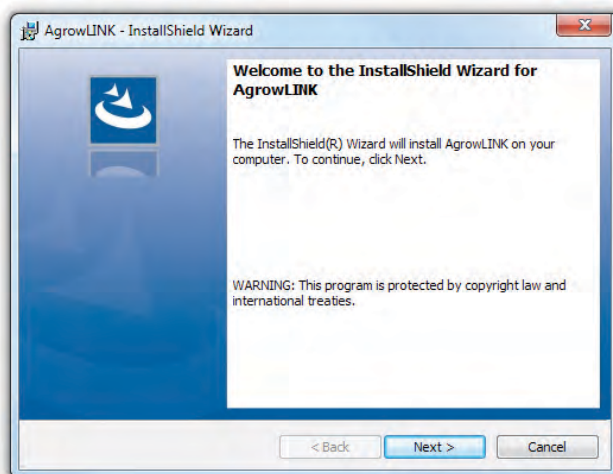 AgrowLINK - InstallShield Wizard
Welcome to the InstallShield Wizard for
AgrowLINK
The InstallShield(R) Wizard will install AgrowLINK on your
computer. To continue, click Next.
WARNING: This program is protected by copyright law and
international treaties.
< Back Next > Cancel